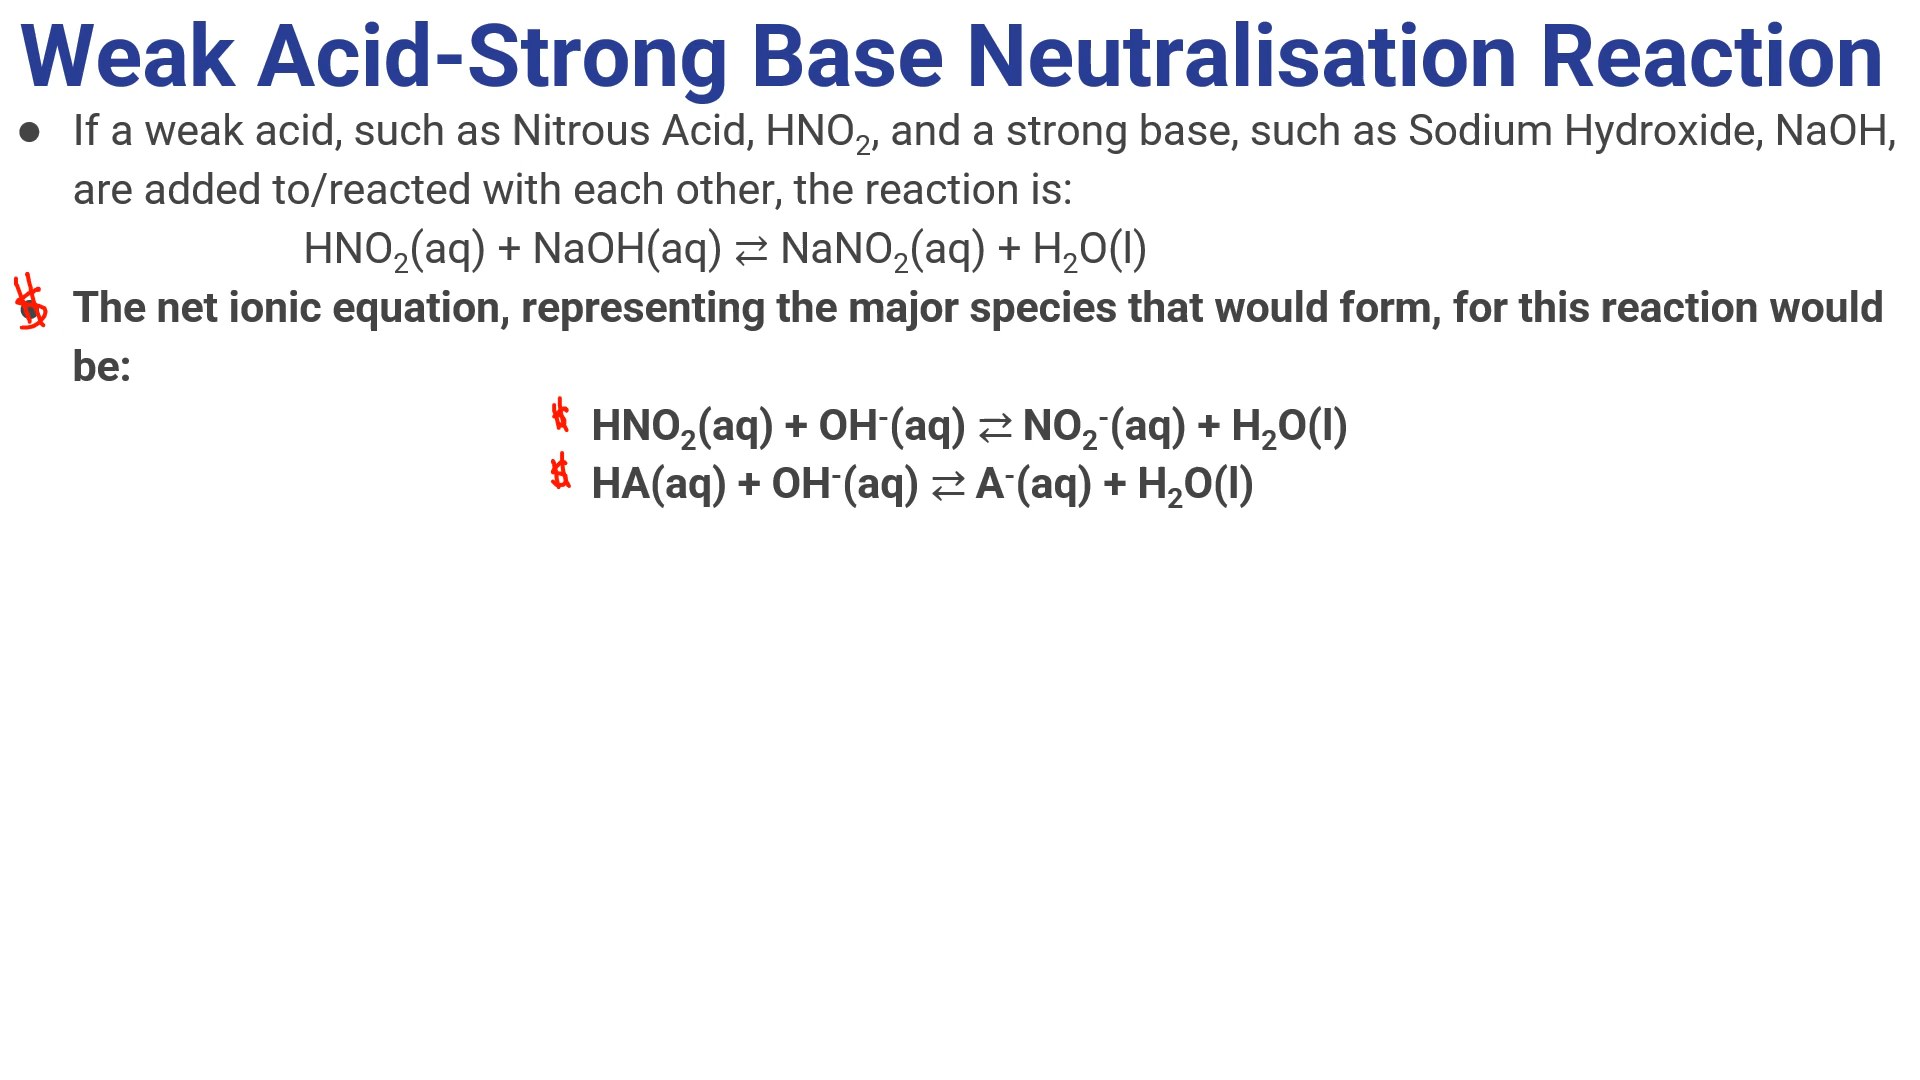 Weak Acid-Strong Base Neutralisation Reaction
● If a weak acid, such as Nitrous Acid, HNO₂, and a strong base, such as Sodium Hydroxide, NaOH,
are added to/reacted with each other, the reaction is:
HNO₂(aq) + NaOH(aq) ⇄ NaNO₂(aq) + H₂O(l)
The net ionic equation, representing the major species that would form, for this reaction would
be:
HNO₂(aq) + OH⁻(aq) ⇄ NO₂⁻(aq) + H₂O(l)
HA(aq) + OH⁻(aq) ⇄ A⁻(aq) + H₂O(l)